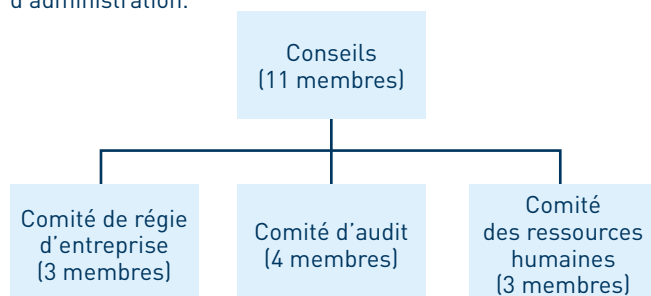 d'administration.
Conseils
(11 membres)
Comité de régie
d'entreprise
(3 membres)
Comité d'audit
(4 membres)
Comité
des ressources
humaines
(3 membres)